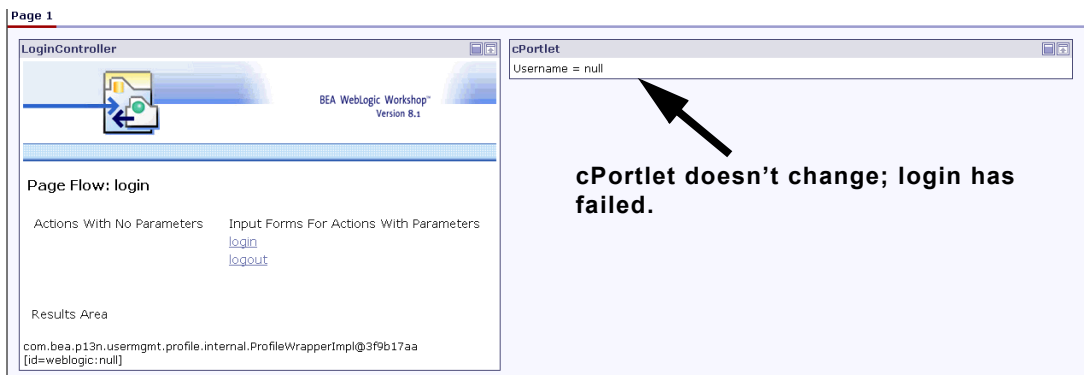 Page 1
LoginController
BEA WebLogic Workshop™
Version 8.1
Page Flow: login
Actions With No Parameters
Input Forms For Actions With Parameters
login
logout
Results Area
com.bea.p13n.usermgmt.profile.internal.ProfileWrapperImpl@3f9b17aa
[id=weblogic:null]
cPortlet
Username = null
cPortlet doesn't change; login has
failed.